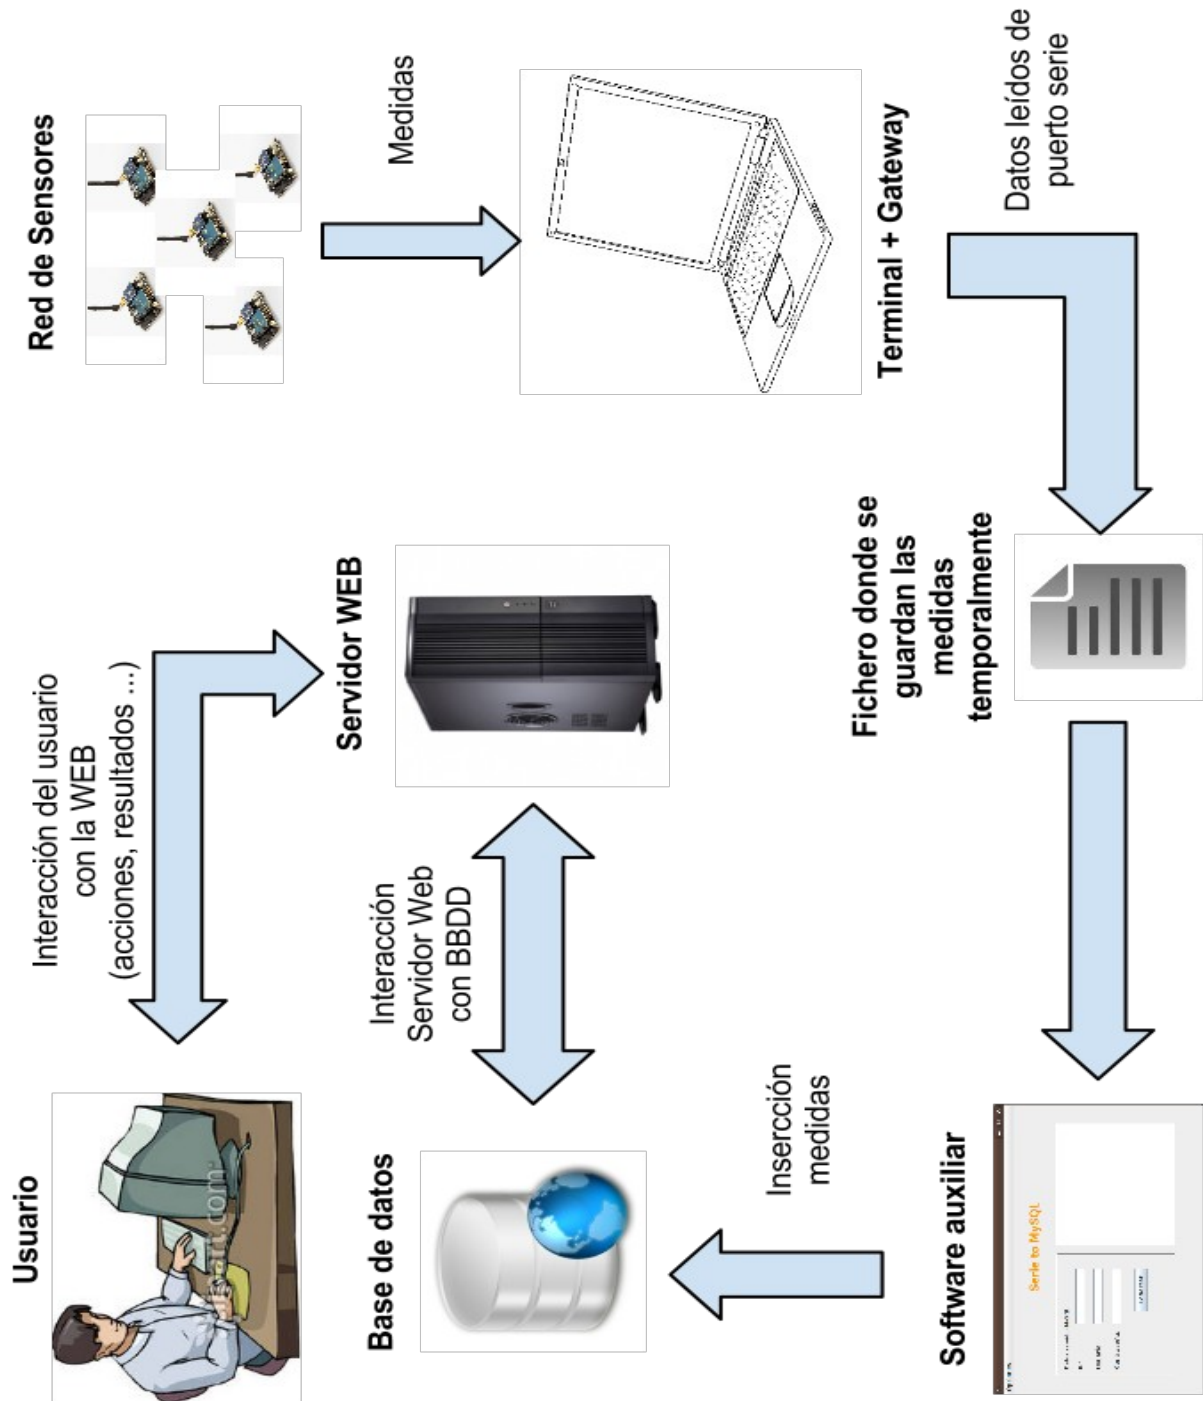 Usuario
Interacción del usuario
con la WEB
(acciones, resultados ...)
Red de Sensores
Base de datos
Interacción
Servidor Web
con BBDD
Servidor WEB
Medidas
Insercción
medidas
Terminal + Gateway
Software auxiliar
Serie to MySQL
Fichero donde se
guardan las
medidas
temporalmente
Datos leídos de
puerto serie